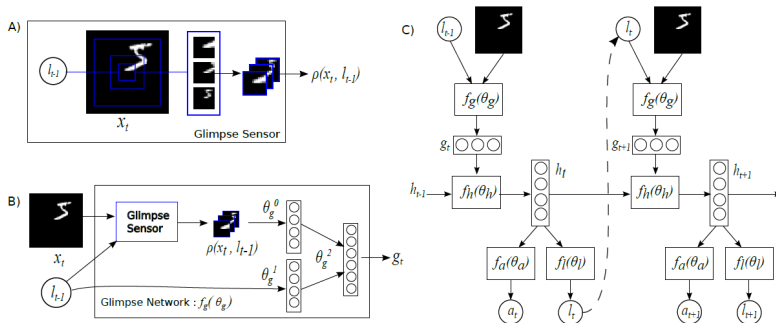 A)
l_{t-1}
x_t
ρ(x_t , l_{t-1})
Glimpse Sensor
B)
x_t
l_{t-1}
Glimpse Sensor
ρ(x_t , l_{t-1})
θ_g^0
θ_g^1
θ_g^2
g_t
Glimpse Network : f_g( θ_g )
C)
l_{t-1}
l_t
f_g(θ_g)
f_g(θ_g)
g_t
g_{t+1}
h_{t-1}
f_h(θ_h)
h_t
f_h(θ_h)
h_{t+1}
f_a(θ_a)
f_l(θ_l)
f_a(θ_a)
f_l(θ_l)
a_t
l_t
a_{t+1}
l_{t+1}